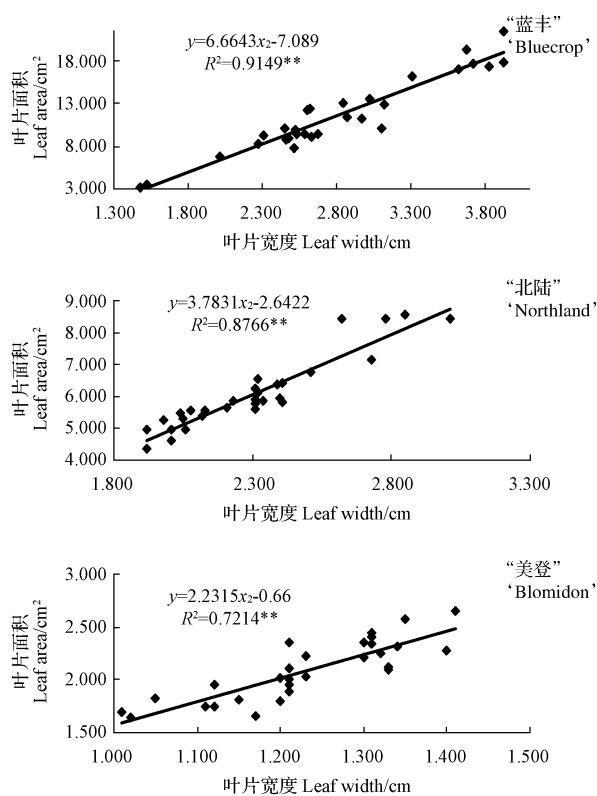 "蓝丰"
'Bluecrop'
y=6.6643x₂-7.089
R²=0.9149**
叶片面积
Leaf area/cm²
18.000
13.000
8.000
3.000
1.300 1.800 2.300 2.800 3.300 3.800
叶片宽度 Leaf width/cm
"北陆"
'Northland'
y=3.7831x₂-2.6422
R²=0.8766**
叶片面积
Leaf area/cm²
9.000
8.000
7.000
6.000
5.000
4.000
1.800 2.300 2.800 3.300
叶片宽度 Leaf width/cm
"美登"
'Blomidon'
y=2.2315x₂-0.66
R²=0.7214**
叶片面积
Leaf area/cm²
3.000
2.500
2.000
1.500
1.000 1.100 1.200 1.300 1.400 1.500
叶片宽度 Leaf width/cm